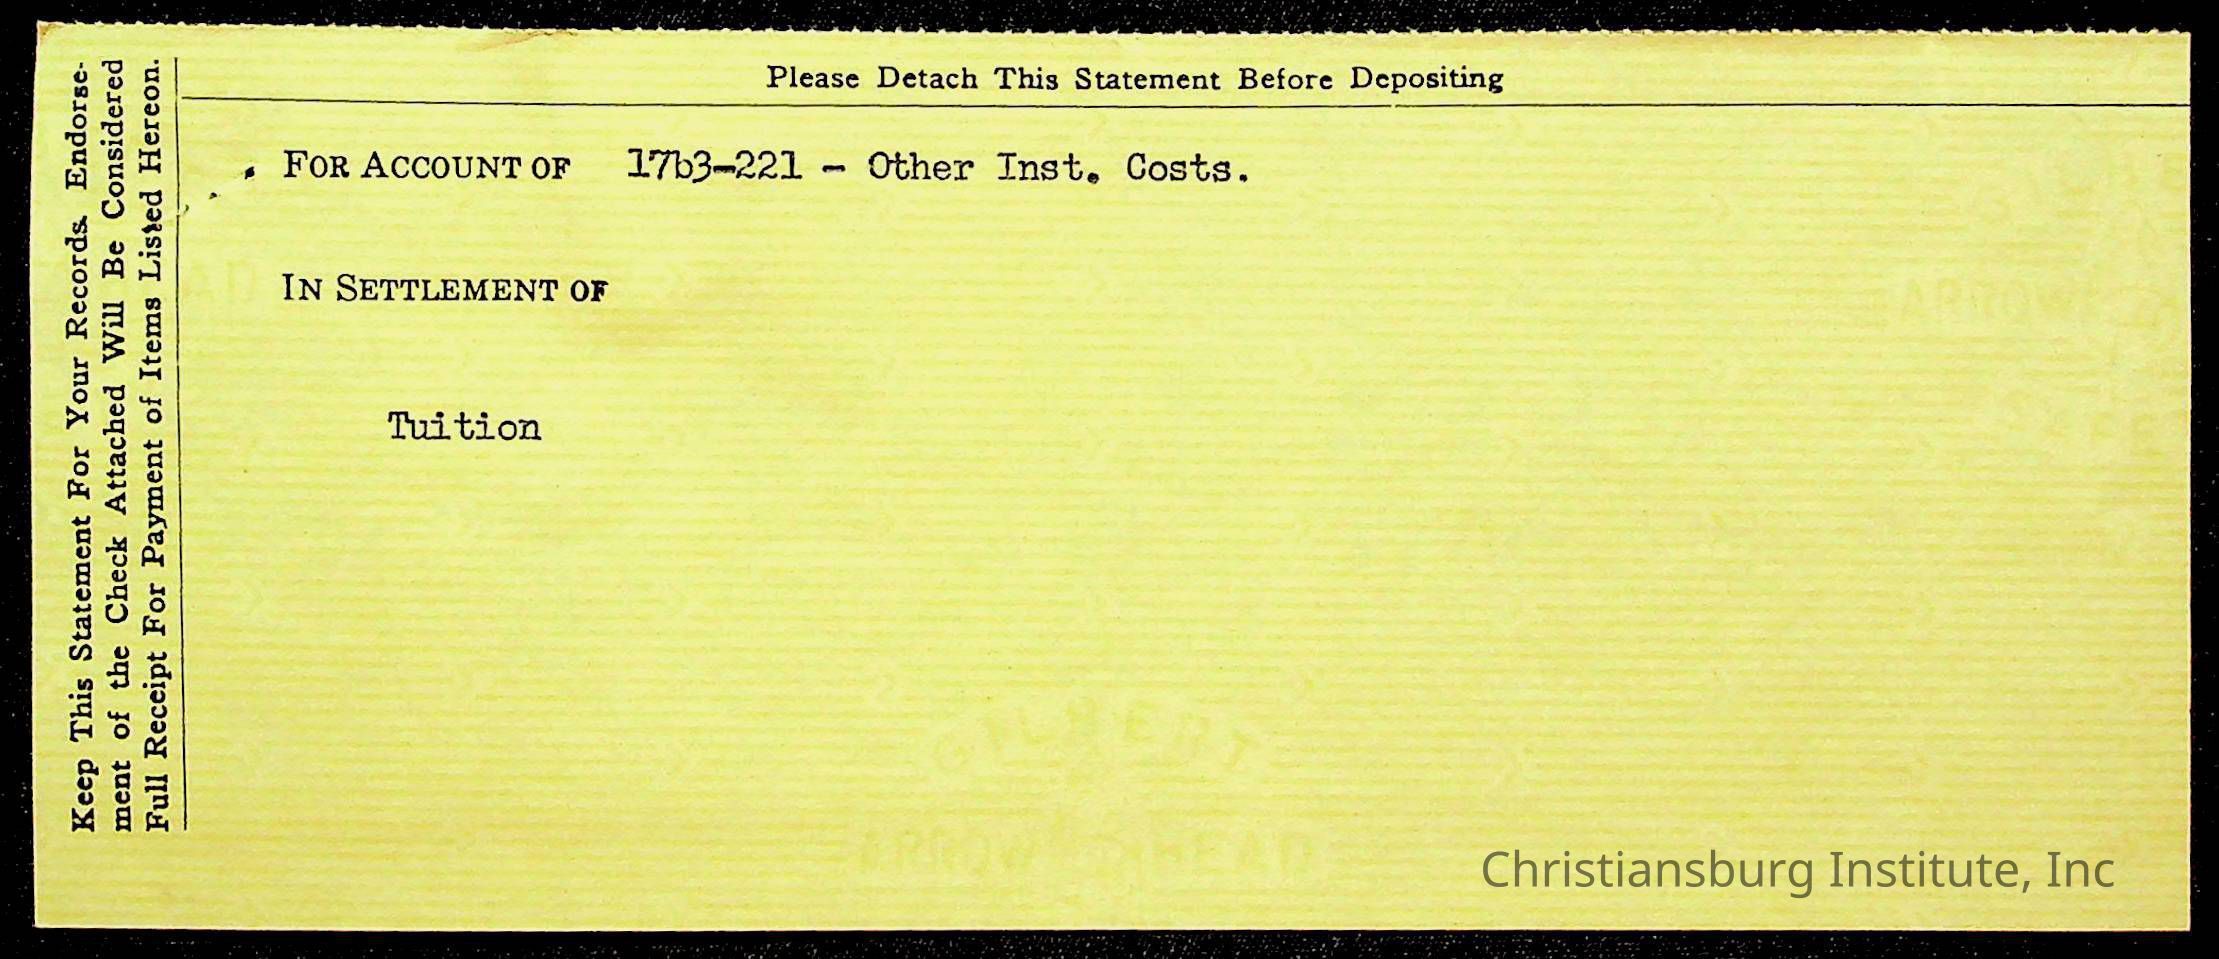 Please Detach This Statement Before Depositing
Keep This Statement For Your Records. Endorse-
ment of the Check Attached Will Be Considered
Full Receipt For Payment of Items Listed Hereon.
FOR ACCOUNT OF 17b3-221 - Other Inst. Costs.
IN SETTLEMENT OF
Tuition
GILBERT
Christiansburg Institute, Inc